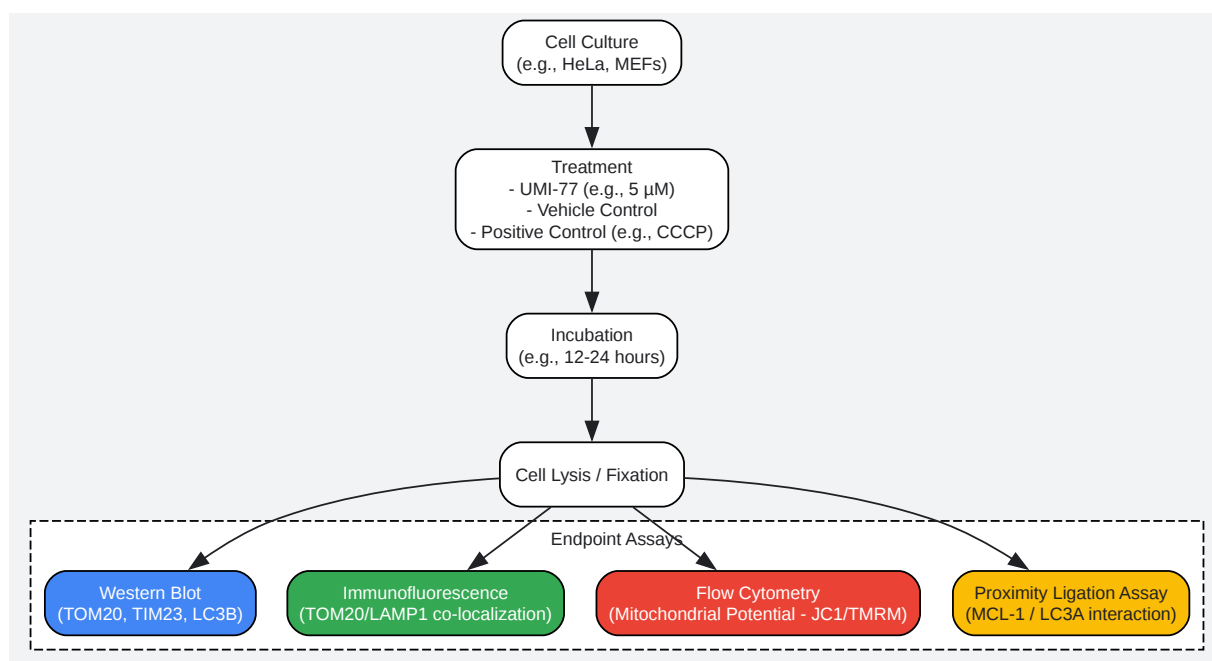 Cell Culture
(e.g., HeLa, MEFs)
Treatment
- UMI-77 (e.g., 5 µM)
- Vehicle Control
- Positive Control (e.g., CCCP)
Incubation
(e.g., 12-24 hours)
Cell Lysis / Fixation
Endpoint Assays
Western Blot
(TOM20, TIM23, LC3B)
Immunofluorescence
(TOM20/LAMP1 co-localization)
Flow Cytometry
(Mitochondrial Potential - JC1/TMRM)
Proximity Ligation Assay
(MCL-1 / LC3A interaction)